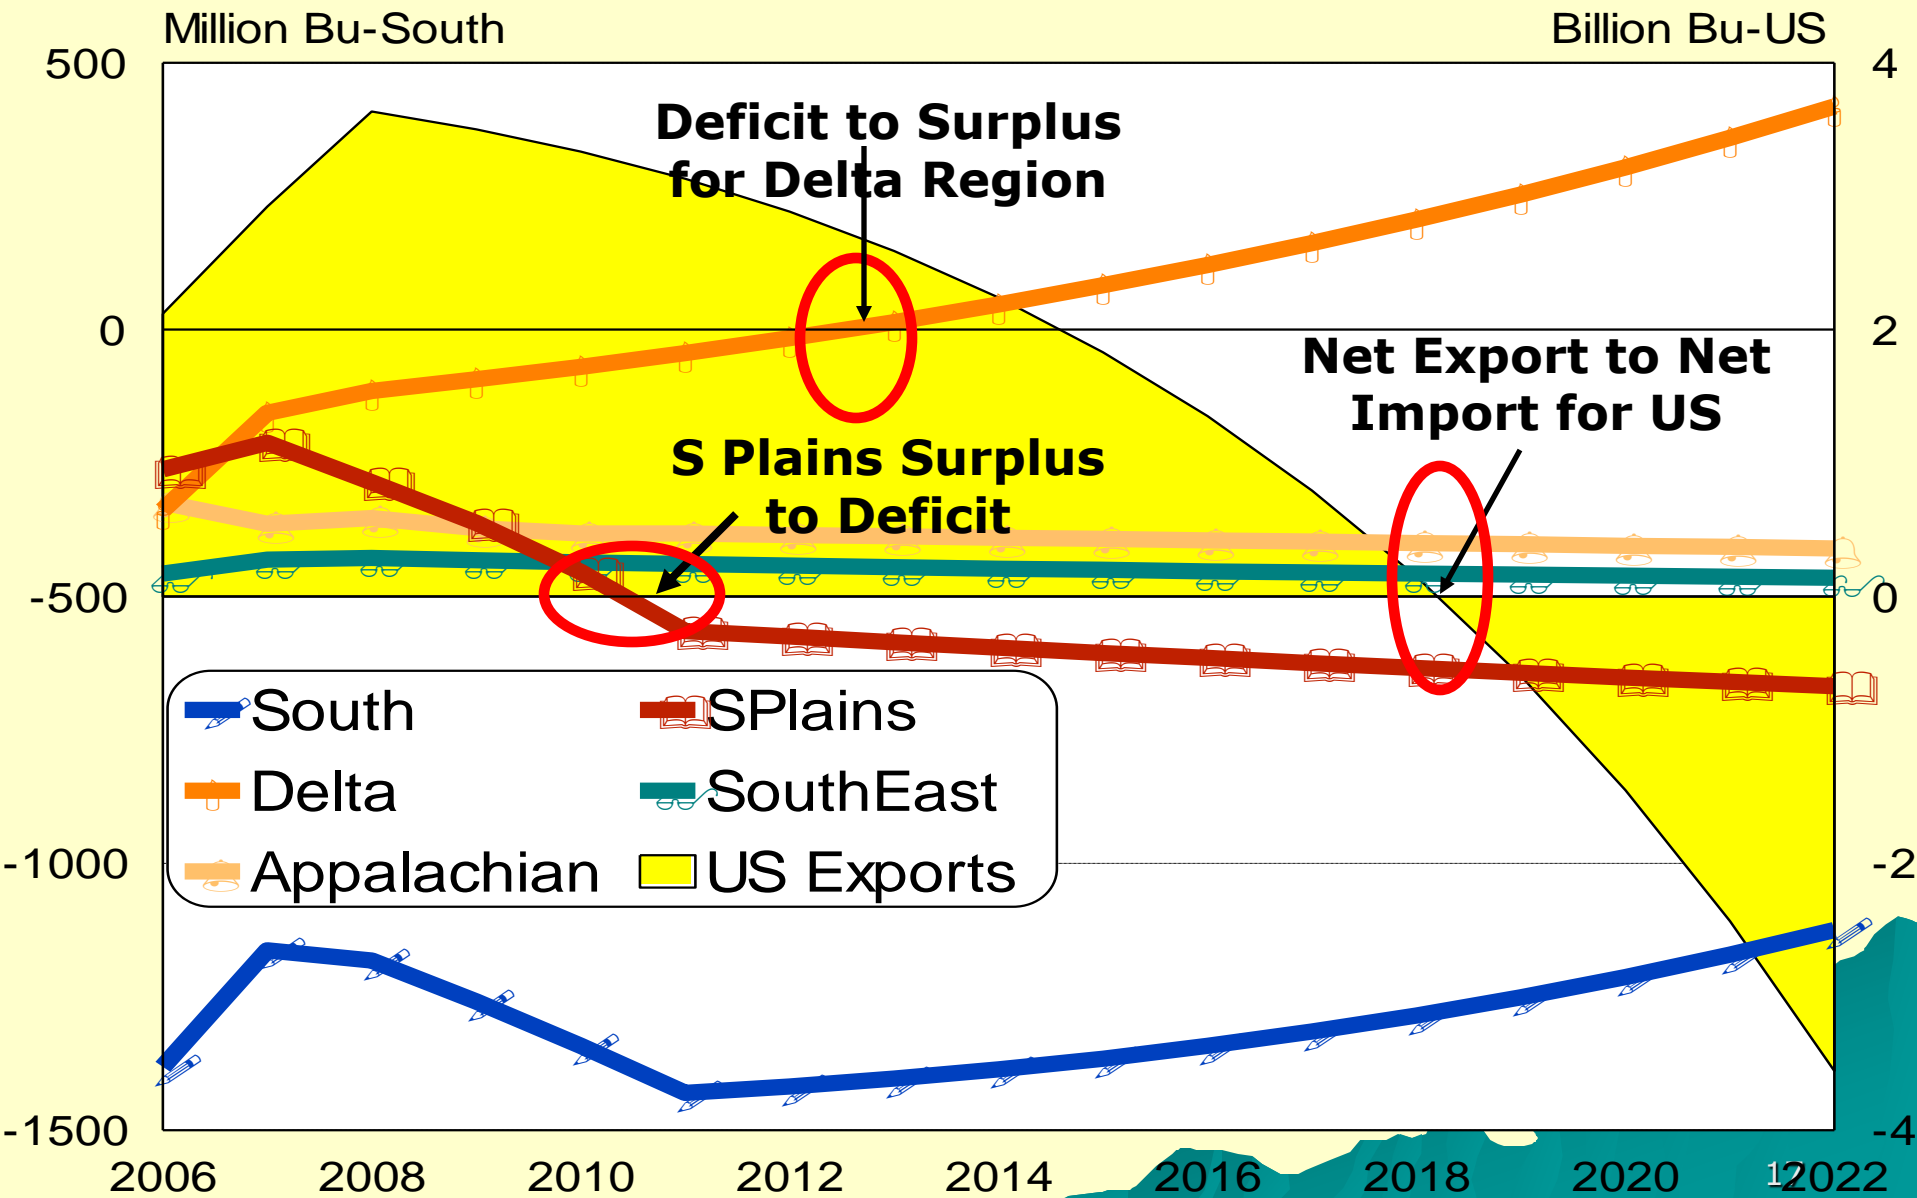 Million Bu-South
Billion Bu-US
500
4
Deficit to Surplus
for Delta Region
0
2
Net Export to Net
Import for US
S Plains Surplus
to Deficit
-500
0
South
SPlains
Delta
SouthEast
Appalachian
US Exports
-1000
-2
-1500
-4
2006
2008
2010
2012
2014
2016
2018
2020
2022